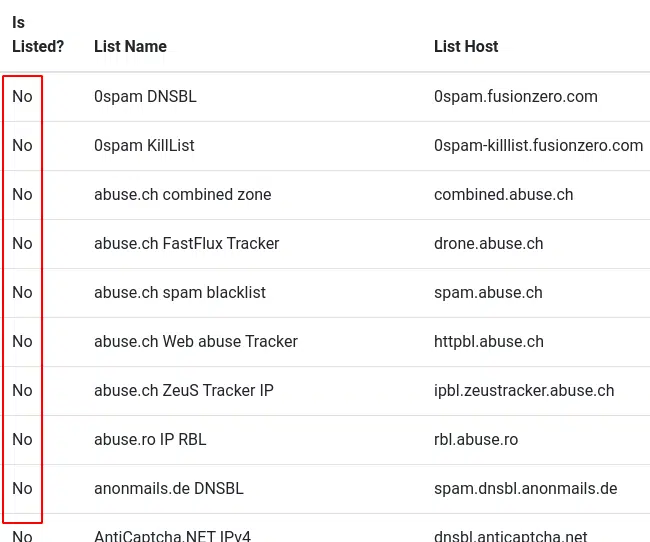 Is
Listed? List Name List Host
No 0spam DNSBL 0spam.fusionzero.com
No 0spam KillList 0spam-killlist.fusionzero.com
No abuse.ch combined zone combined.abuse.ch
No abuse.ch FastFlux Tracker drone.abuse.ch
No abuse.ch spam blacklist spam.abuse.ch
No abuse.ch Web abuse Tracker httpbl.abuse.ch
No abuse.ch ZeuS Tracker IP ipbl.zeustracker.abuse.ch
No abuse.ro IP RBL rbl.abuse.ro
No anonmails.de DNSBL spam.dnsbl.anonmails.de
No AntiCaptcha.NET IPv4 dnsbl.anticaptcha.net